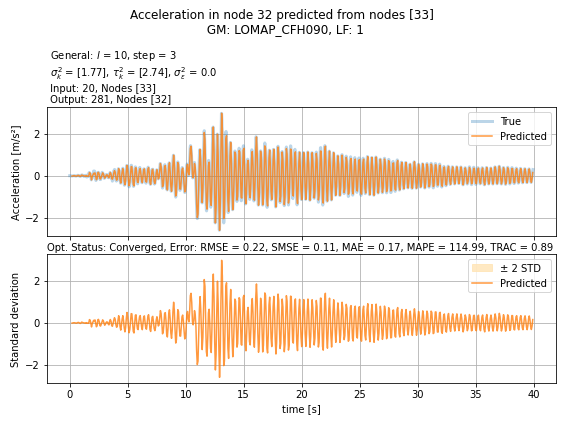 Acceleration in node 32 predicted from nodes [33]
GM: LOMAP_CFH090, LF: 1
General: l = 10, step = 3
σ²ₖ = [1.77], τ²ₖ = [2.74], σ²ε = 0.0
Input: 20, Nodes [33]
Output: 281, Nodes [32]
Acceleration [m/s²]
2
0
−2
True
Predicted
Opt. Status: Converged, Error: RMSE = 0.22, SMSE = 0.11, MAE = 0.17, MAPE = 114.99, TRAC = 0.89
Standard deviation
2
0
−2
± 2 STD
Predicted
0 5 10 15 20 25 30 35 40
time [s]